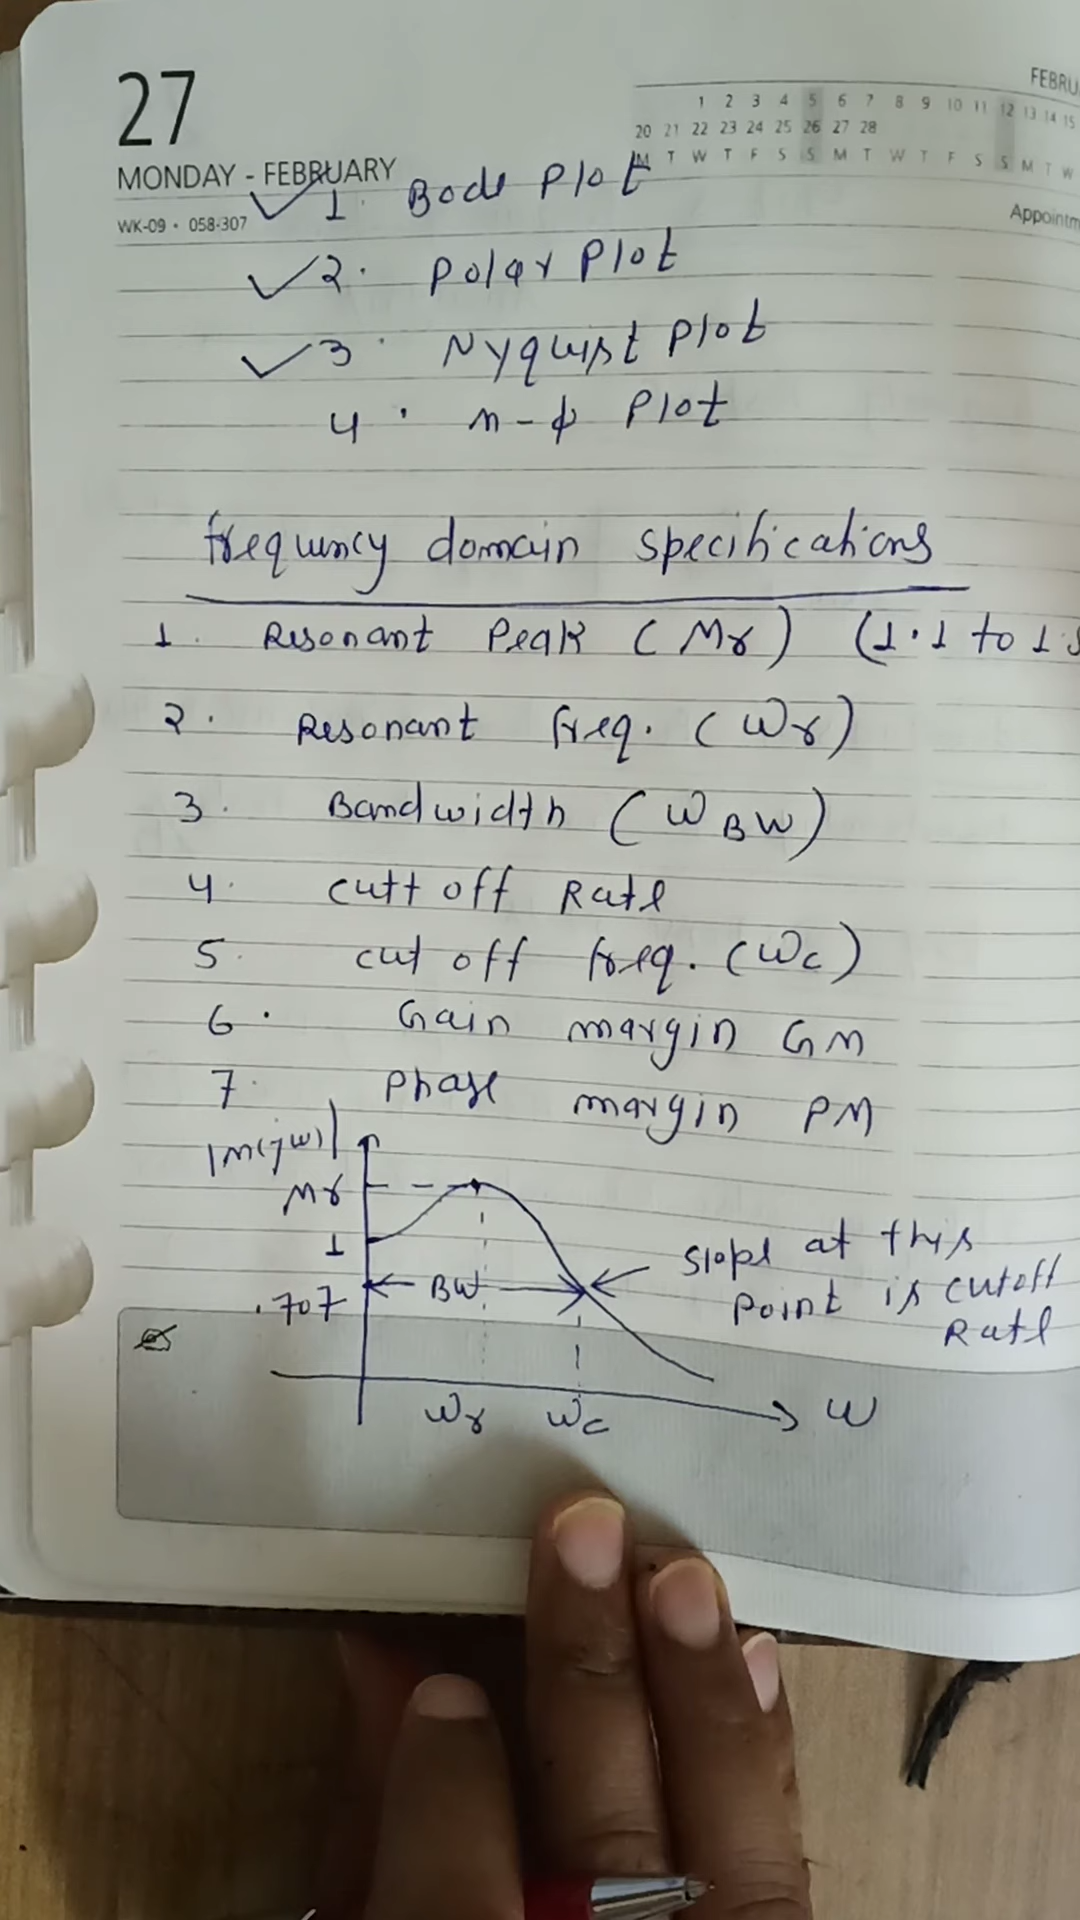 27
MONDAY - FEBRUARY
WK-09 • 058-307
FEBRU
1 2 3 4 5 6 7 8 9 10 11 12 13 14 15
20 21 22 23 24 25 26 27 28
M T W T F S S M T W T F S S M T W
Appointm
1. Bode Plot
2. Polar Plot
3. Nyquist Plot
4. M-φ Plot
frequency domain specifications
1. Resonant Peak (Mr) (1.1 to 1.5
2. Resonant freq. (ωr)
3. Bandwidth (ωBW)
4. cutt off Rate
5. cut off freq. (ωc)
6. Gain margin GM
7. Phase margin PM
|M(jω)|
Mr
1
.707
BW
slope at this
point is cutoff
Rate
ωr ωc ω